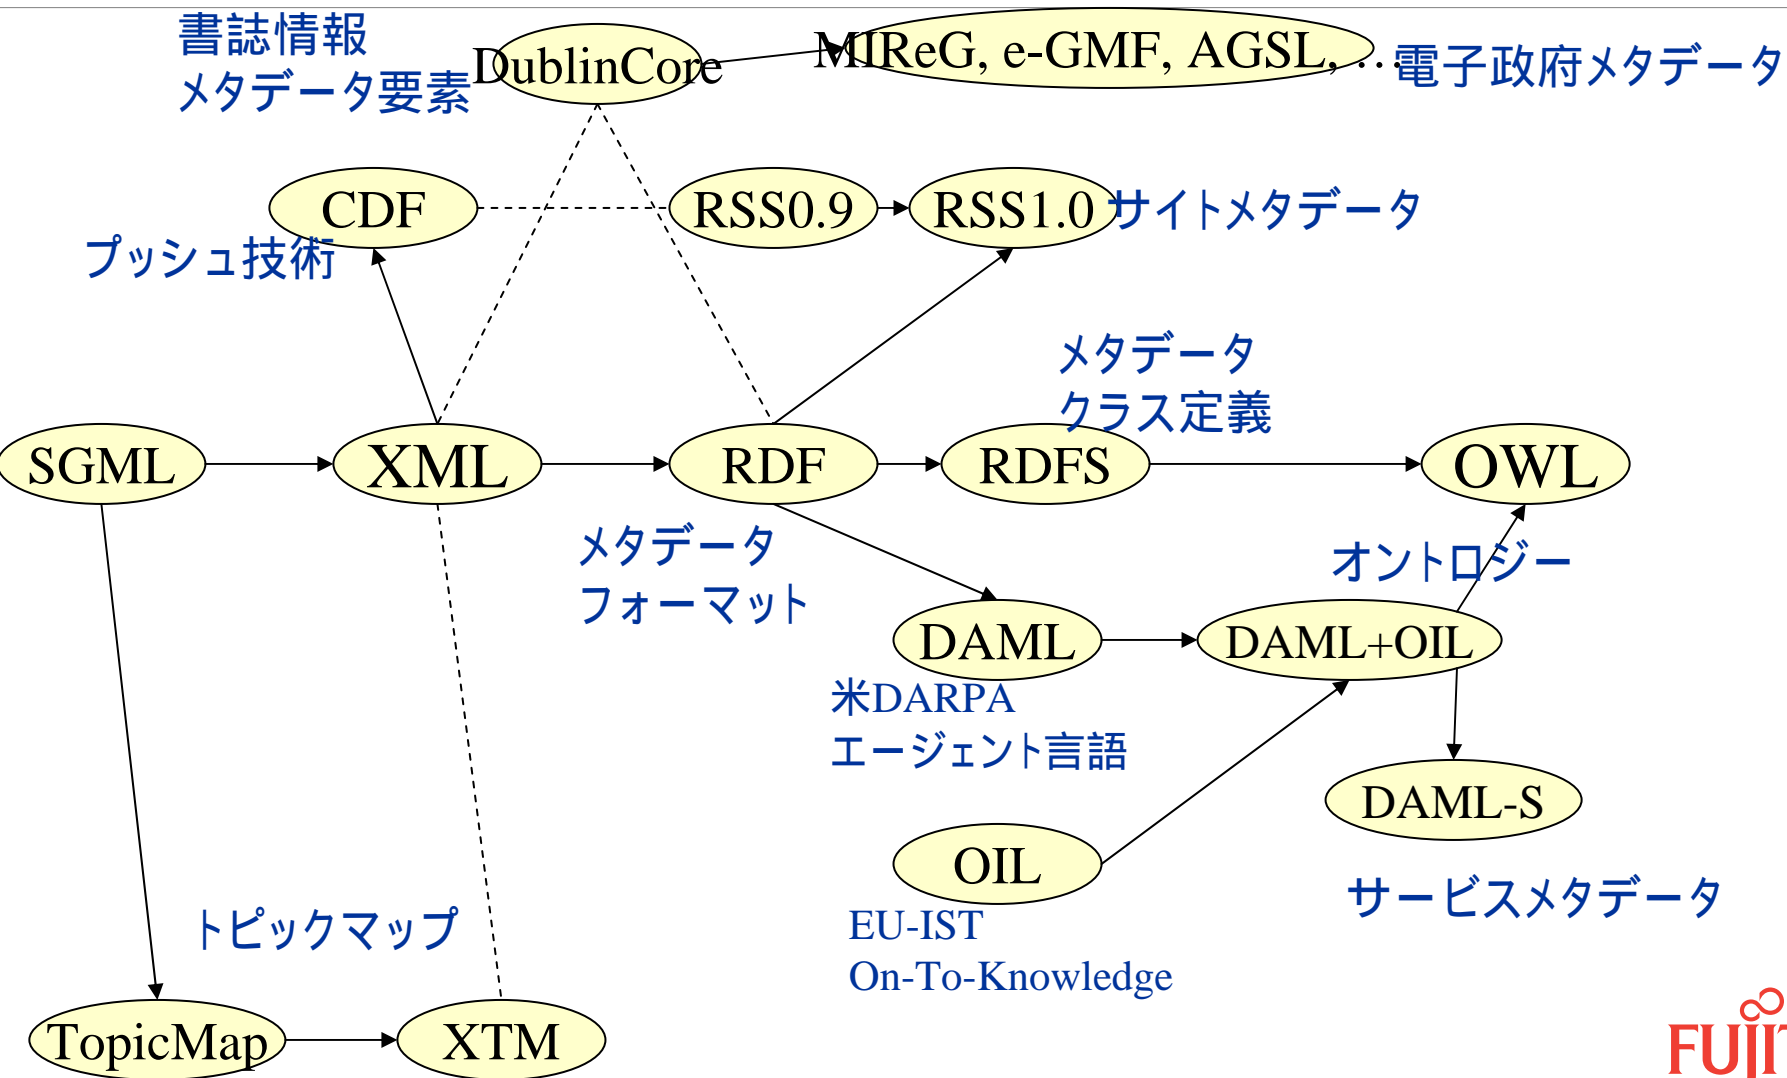 書誌情報
メタデータ要素
DublinCore
MIReG, e-GMF, AGSL, …
電子政府メタデータ
CDF
RSS0.9
RSS1.0
サイトメタデータ
プッシュ技術
メタデータ
クラス定義
SGML
XML
RDF
RDFS
OWL
メタデータ
フォーマット
オントロジー
DAML
DAML+OIL
米DARPA
エージェント言語
DAML-S
OIL
サービスメタデータ
EU-IST
On-To-Knowledge
トピックマップ
TopicMap
XTM
FUJIT